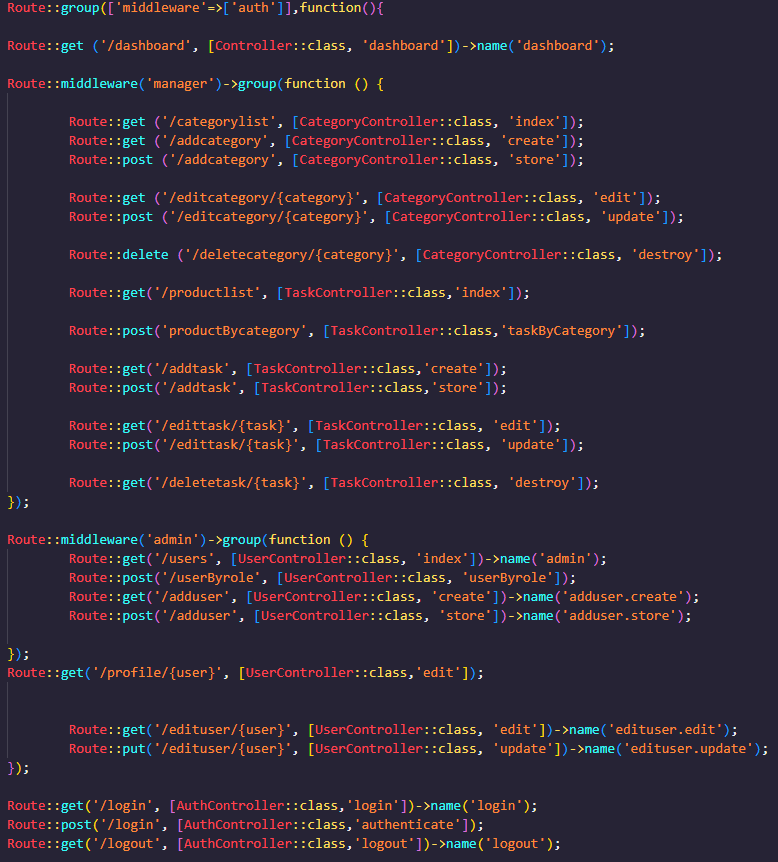 Route::group(['middleware'=>['auth']],function(){
Route::get ('/dashboard', [Controller::class, 'dashboard'])->name('dashboard');
Route::middleware('manager')->group(function () {
Route::get ('/categorylist', [CategoryController::class, 'index']);
Route::get ('/addcategory', [CategoryController::class, 'create']);
Route::post ('/addcategory', [CategoryController::class, 'store']);
Route::get ('/editcategory/{category}', [CategoryController::class, 'edit']);
Route::post ('/editcategory/{category}', [CategoryController::class, 'update']);
Route::delete ('/deletecategory/{category}', [CategoryController::class, 'destroy']);
Route::get('/productlist', [TaskController::class,'index']);
Route::post('productBycategory', [TaskController::class,'taskByCategory']);
Route::get('/addtask', [TaskController::class,'create']);
Route::post('/addtask', [TaskController::class,'store']);
Route::get('/edittask/{task}', [TaskController::class, 'edit']);
Route::post('/edittask/{task}', [TaskController::class, 'update']);
Route::get('/deletetask/{task}', [TaskController::class, 'destroy']);
});
Route::middleware('admin')->group(function () {
Route::get('/users', [UserController::class, 'index'])->name('admin');
Route::post('/userByrole', [UserController::class, 'userByrole']);
Route::get('/adduser', [UserController::class, 'create'])->name('adduser.create');
Route::post('/adduser', [UserController::class, 'store'])->name('adduser.store');
});
Route::get('/profile/{user}', [UserController::class,'edit']);
Route::get('/edituser/{user}', [UserController::class, 'edit'])->name('edituser.edit');
Route::put('/edituser/{user}', [UserController::class, 'update'])->name('edituser.update');
});
Route::get('/login', [AuthController::class,'login'])->name('login');
Route::post('/login', [AuthController::class,'authenticate']);
Route::get('/logout', [AuthController::class,'logout'])->name('logout');